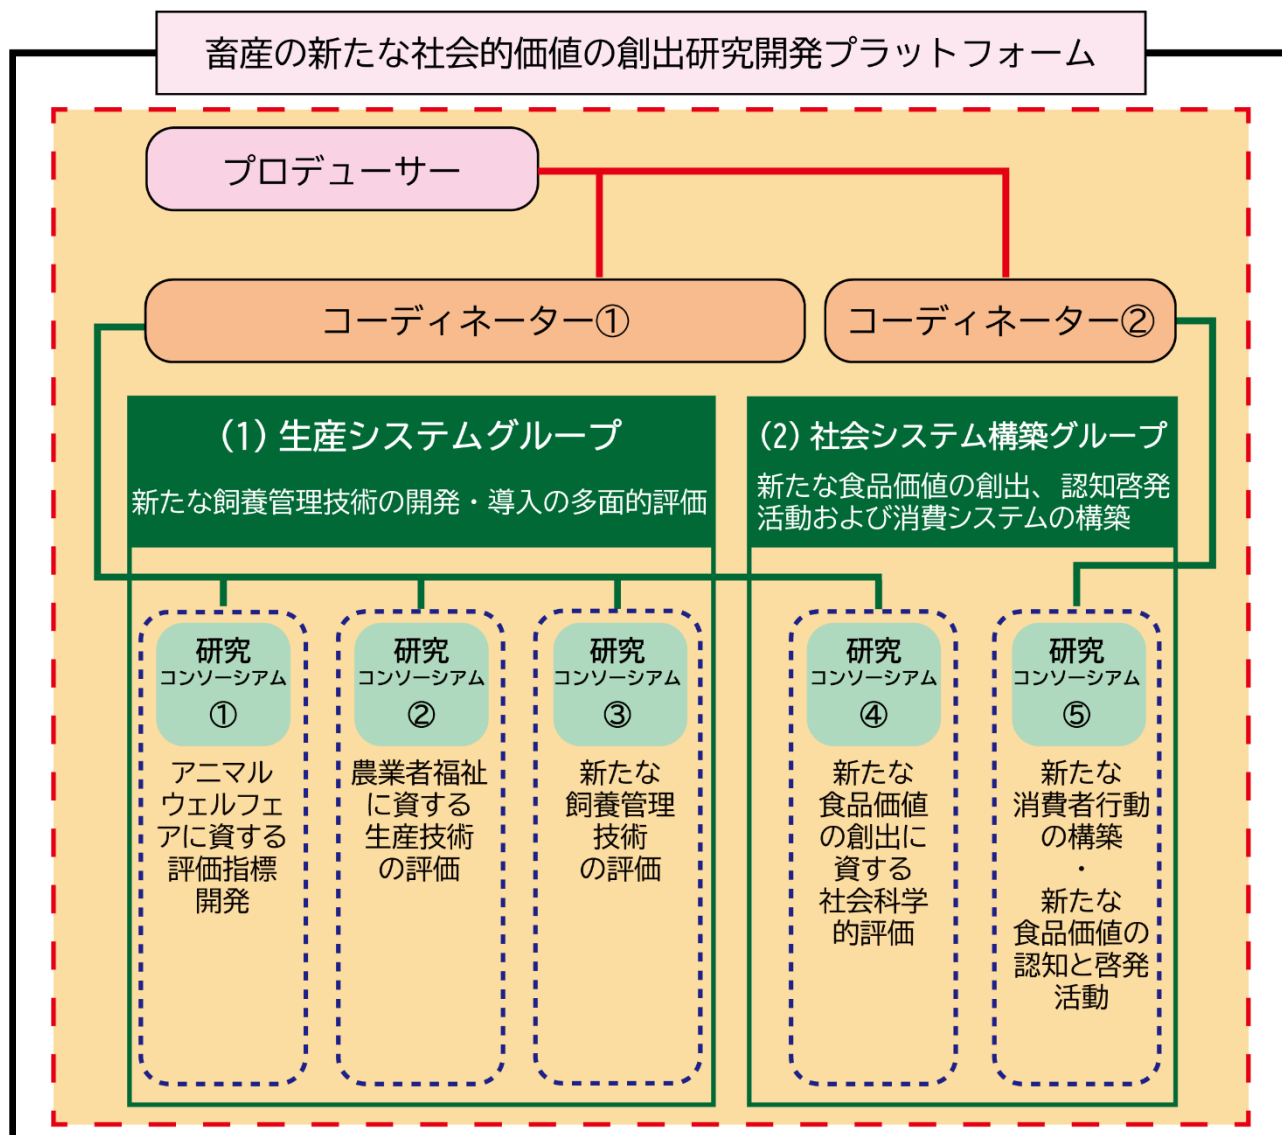 畜産の新たな社会的価値の創出研究開発プラットフォーム
プロデューサー
コーディネーター①
コーディネーター②
(1) 生産システムグループ
新たな飼養管理技術の開発・導入の多面的評価
(2) 社会システム構築グループ
新たな食品価値の創出、認知啓発
活動および消費システムの構築
研究
コンソーシアム
①
アニマル
ウェルフェ
アに資する
評価指標
開発
研究
コンソーシアム
②
農業者福祉
に資する
生産技術
の評価
研究
コンソーシアム
③
新たな
飼養管理
技術
の評価
研究
コンソーシアム
④
新たな
食品価値
の創出に
資する
社会科学
的評価
研究
コンソーシアム
⑤
新たな
消費者行動
の構築
・
新たな
食品価値の
認知と啓発
活動